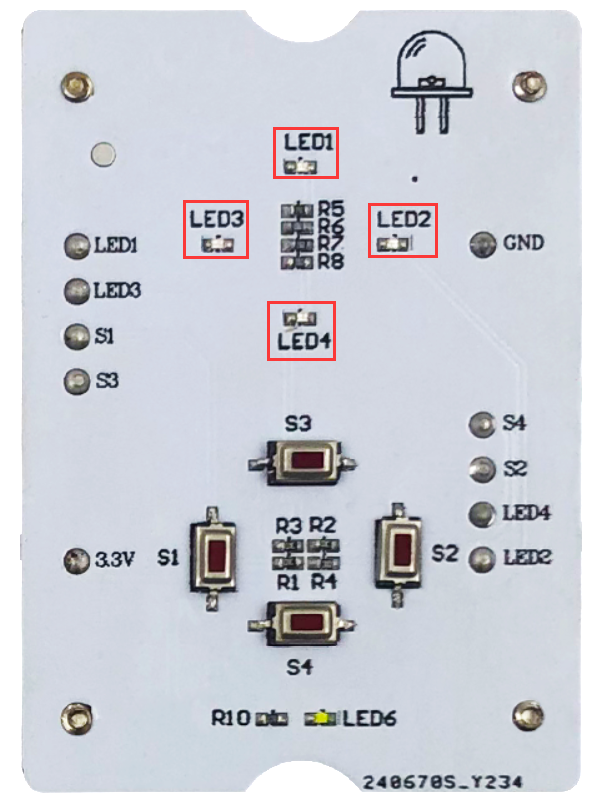 LED1
LED3
LED2
R5
R6
R7
R8
LED1
GND
LED3
S1
LED4
S3
S3
S4
S2
LED4
R3 R2
3.3V
S1
S2
LED2
R1 R4
S4
R10
LED6
240670S_Y234